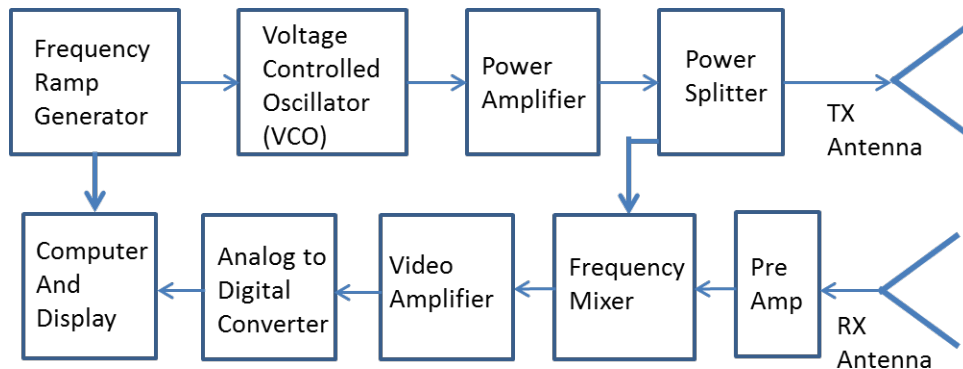 Frequency
Ramp
Generator
Voltage
Controlled
Oscillator
(VCO)
Power
Amplifier
Power
Splitter
TX
Antenna
Computer
And
Display
Analog to
Digital
Converter
Video
Amplifier
Frequency
Mixer
Pre
Amp
RX
Antenna